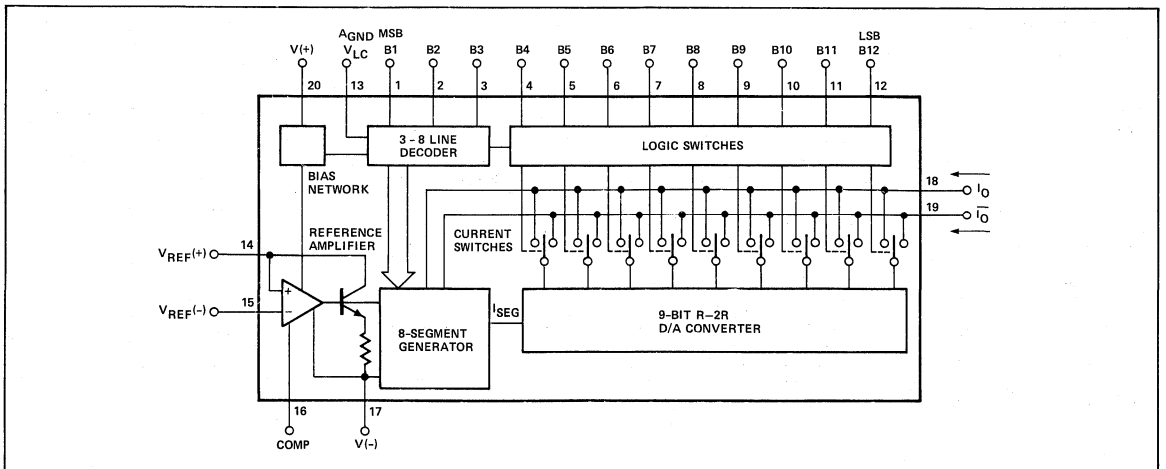 V(+)
AGND
VLC
MSB
B1
B2
B3
B4
B5
B6
B7
B8
B9
B10
B11
LSB
B12
20
13
1
2
3
4
5
6
7
8
9
10
11
12
3 – 8 LINE
DECODER
LOGIC SWITCHES
BIAS
NETWORK
18
IO
19
IO
REFERENCE
AMPLIFIER
CURRENT
SWITCHES
VREF(+)
14
VREF(–)
15
+
–
8-SEGMENT
GENERATOR
ISEG
9-BIT R–2R
D/A CONVERTER
16
17
COMP
V(–)